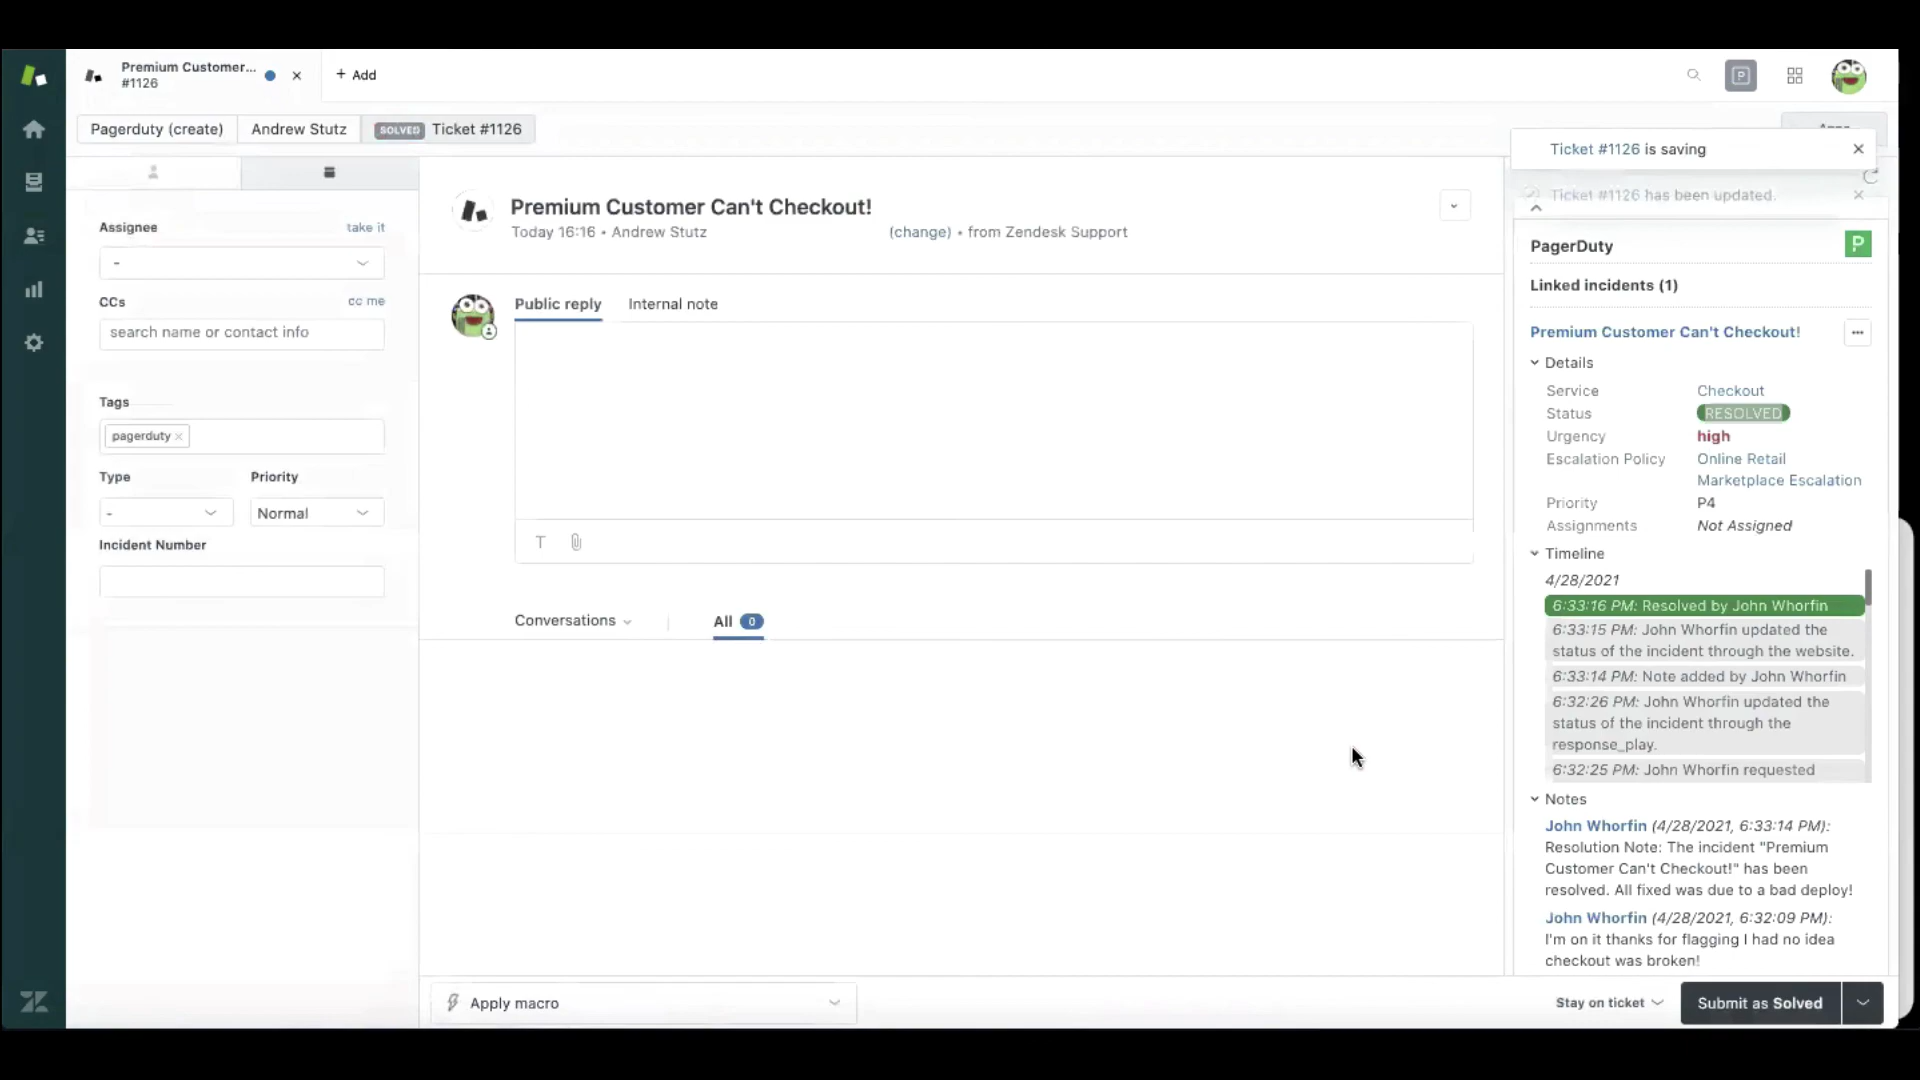 Premium Customer...
#1126
+ Add
Pagerduty (create)
Andrew Stutz
SOLVED Ticket #1126
Ticket #1126 is saving
Ticket #1126 has been updated.
Assignee
take it
-
CCs
cc me
search name or contact info
Tags
pagerduty ×
Type
Priority
-
Normal
Incident Number
Premium Customer Can't Checkout!
Today 16:16 • Andrew Stutz
(change) • from Zendesk Support
Public reply
Internal note
T
Conversations
All 0
Apply macro
PagerDuty
P
Linked incidents (1)
Premium Customer Can't Checkout!
Details
Service Checkout
Status RESOLVED
Urgency high
Escalation Policy Online Retail
Marketplace Escalation
Priority P4
Assignments Not Assigned
Timeline
4/28/2021
6:33:16 PM: Resolved by John Whorfin
6:33:15 PM: John Whorfin updated the
status of the incident through the website.
6:33:14 PM: Note added by John Whorfin
6:32:26 PM: John Whorfin updated the
status of the incident through the
response_play.
6:32:25 PM: John Whorfin requested
Notes
John Whorfin (4/28/2021, 6:33:14 PM):
Resolution Note: The incident "Premium
Customer Can't Checkout!" has been
resolved. All fixed was due to a bad deploy!
John Whorfin (4/28/2021, 6:32:09 PM):
I'm on it thanks for flagging I had no idea
checkout was broken!
Stay on ticket
Submit as Solved